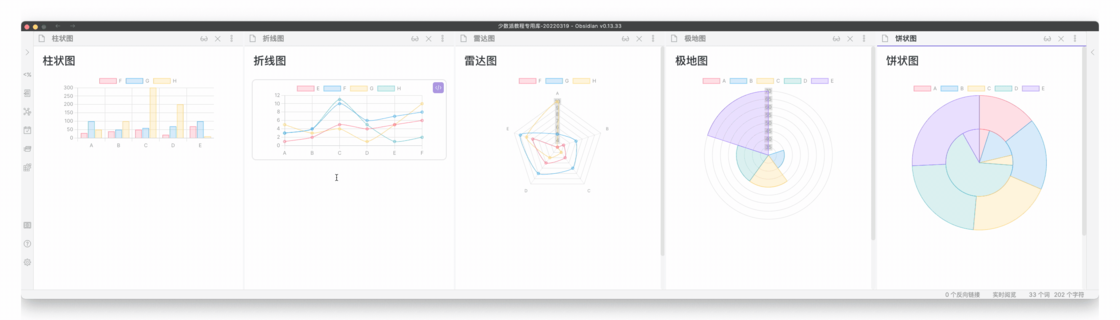 少数派教程专用库-20220319 - Obsidian v0.13.33
柱状图
折线图
雷达图
极地图
饼状图
柱状图
F G H
300
250
200
150
100
50
0
A B C D E
折线图
E F G H
12
10
8
6
4
2
0
A B C D E F
雷达图
F G H
A
B
C
D
E
极地图
A B C D E
饼状图
A B C D E
0 个反向链接 实时阅览 33 个词 202 个字符